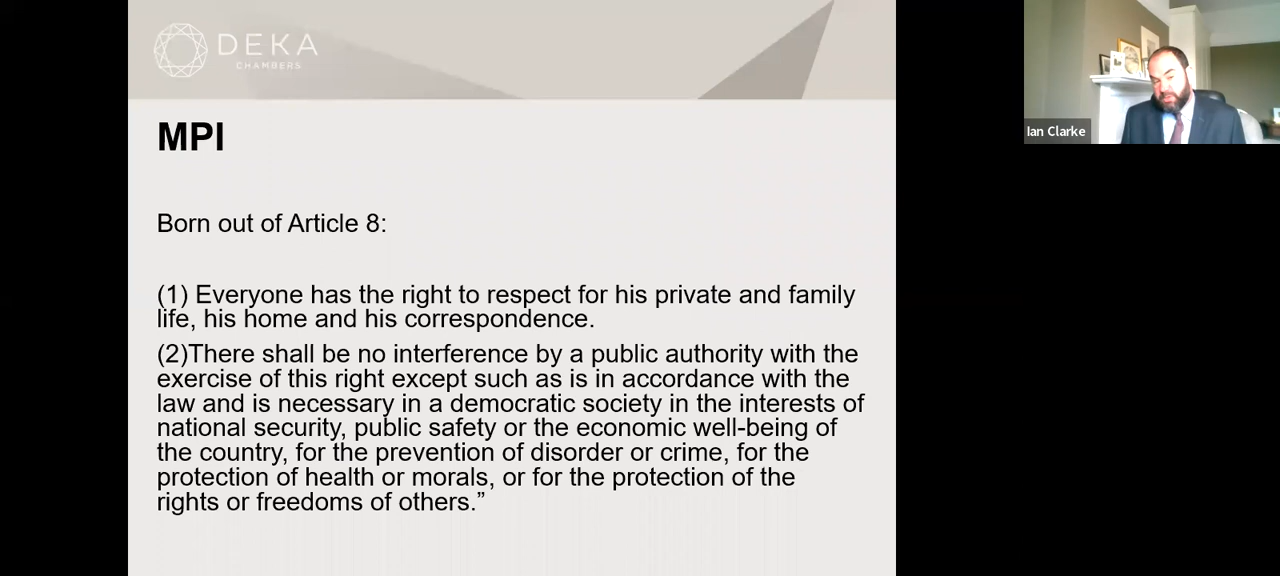 DEKA
CHAMBERS
Ian Clarke
MPI
Born out of Article 8:
(1) Everyone has the right to respect for his private and family
life, his home and his correspondence.
(2)There shall be no interference by a public authority with the
exercise of this right except such as is in accordance with the
law and is necessary in a democratic society in the interests of
national security, public safety or the economic well-being of
the country, for the prevention of disorder or crime, for the
protection of health or morals, or for the protection of the
rights or freedoms of others.”